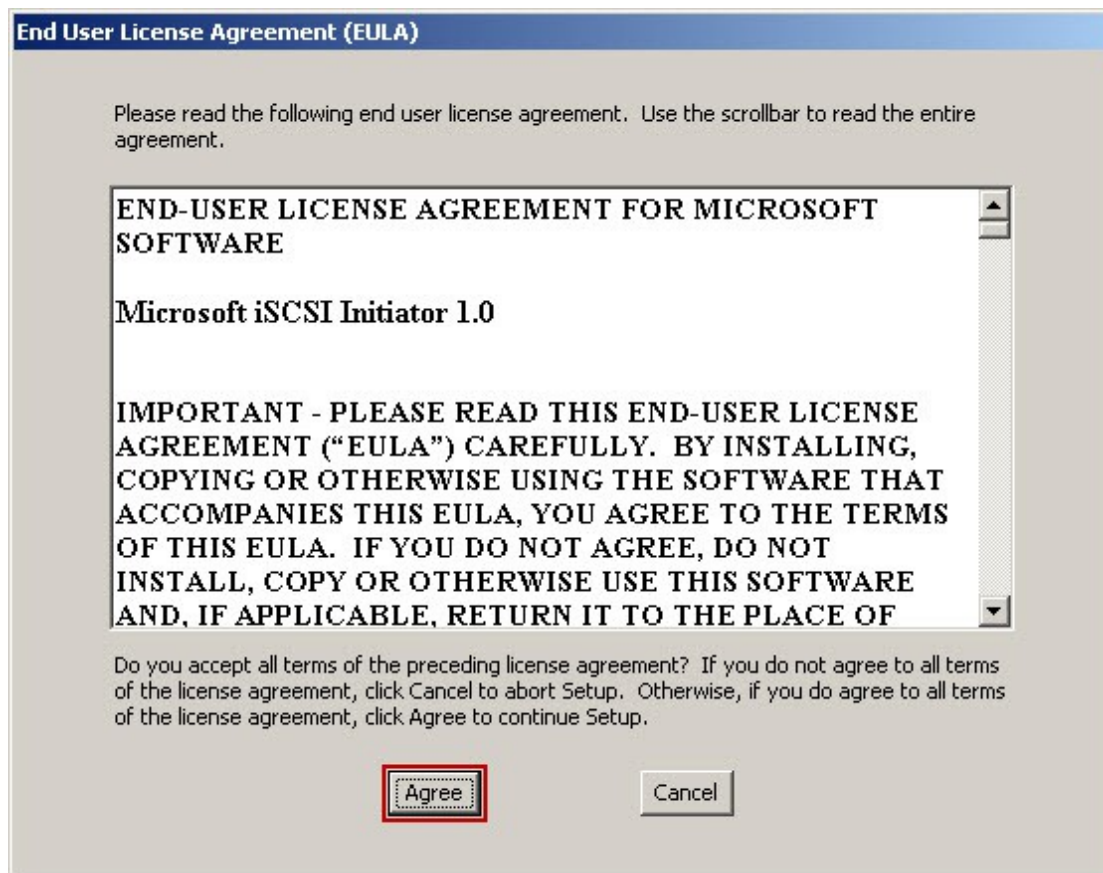 End User License Agreement (EULA)
Please read the following end user license agreement.  Use the scrollbar to read the entire
agreement.
END-USER LICENSE AGREEMENT FOR MICROSOFT
SOFTWARE
Microsoft iSCSI Initiator 1.0
IMPORTANT - PLEASE READ THIS END-USER LICENSE
AGREEMENT (“EULA”) CAREFULLY.  BY INSTALLING,
COPYING OR OTHERWISE USING THE SOFTWARE THAT
ACCOMPANIES THIS EULA, YOU AGREE TO THE TERMS
OF THIS EULA.  IF YOU DO NOT AGREE, DO NOT
INSTALL, COPY OR OTHERWISE USE THIS SOFTWARE
AND, IF APPLICABLE, RETURN IT TO THE PLACE OF
Do you accept all terms of the preceding license agreement?  If you do not agree to all terms
of the license agreement, click Cancel to abort Setup.  Otherwise, if you do agree to all terms
of the license agreement, click Agree to continue Setup.
Agree
Cancel